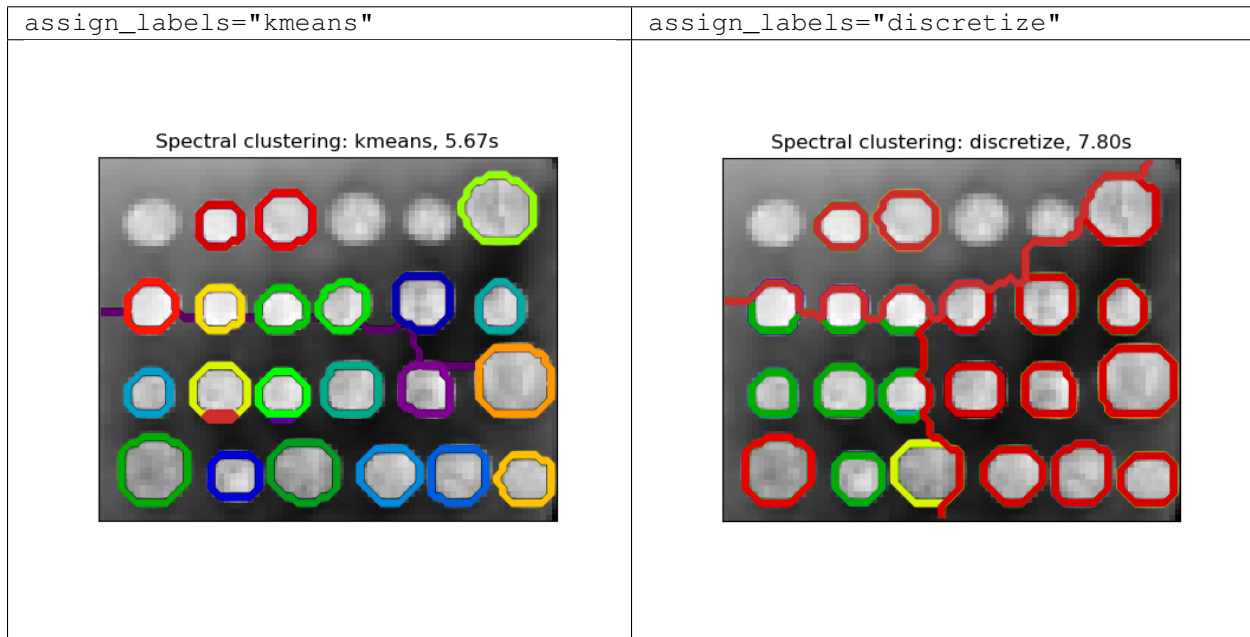 assign_labels="kmeans"
assign_labels="discretize"
Spectral clustering: kmeans, 5.67s
Spectral clustering: discretize, 7.80s